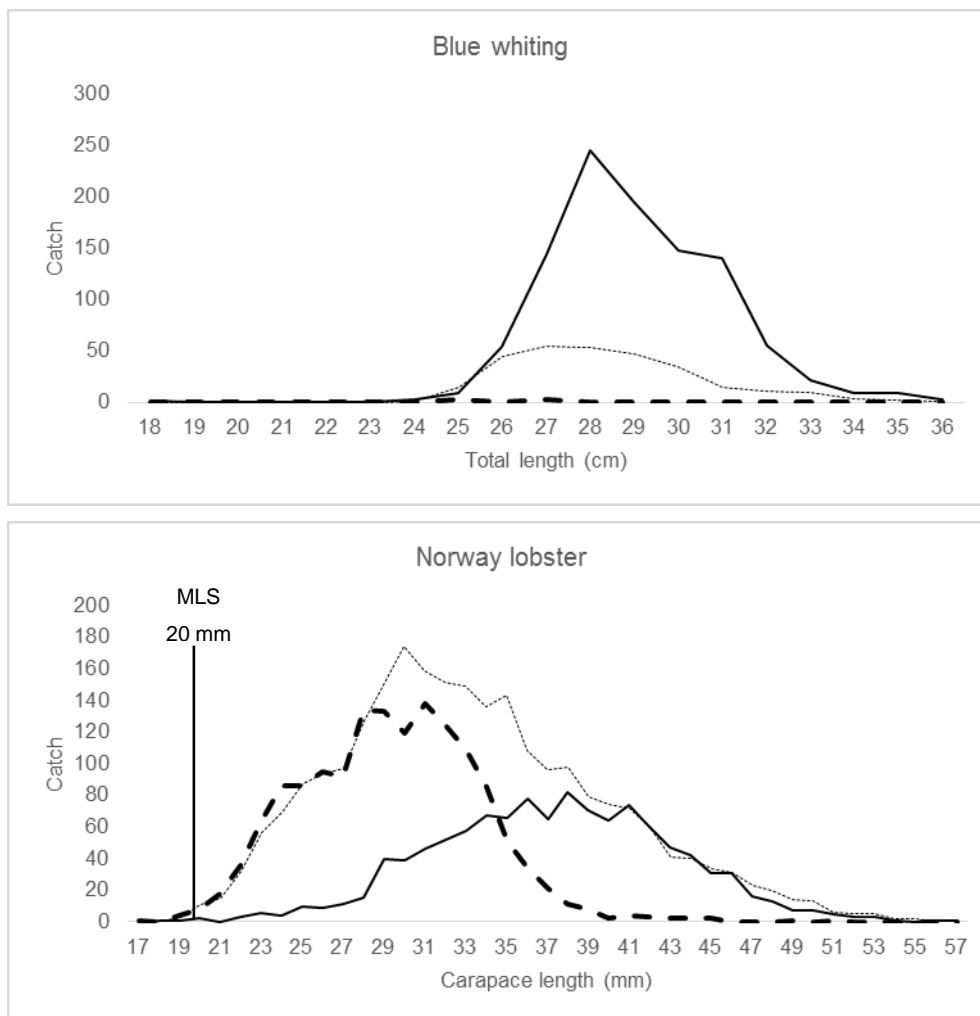 Blue whiting
300
250
200
150
100
50
0
Catch
18 19 20 21 22 23 24 25 26 27 28 29 30 31 32 33 34 35 36
Total length (cm)
Norway lobster
MLS
20 mm
200
180
160
140
120
100
80
60
40
20
0
Catch
17 19 21 23 25 27 29 31 33 35 37 39 41 43 45 47 49 51 53 55 57
Carapace length (mm)